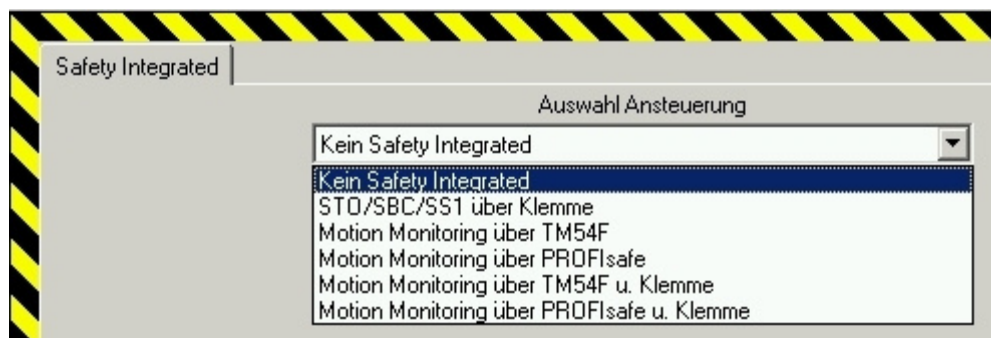 Safety Integrated
Auswahl Ansteuerung
Kein Safety Integrated
Kein Safety Integrated
STO/SBC/SS1 über Klemme
Motion Monitoring über TM54F
Motion Monitoring über PROFIsafe
Motion Monitoring über TM54F u. Klemme
Motion Monitoring über PROFIsafe u. Klemme